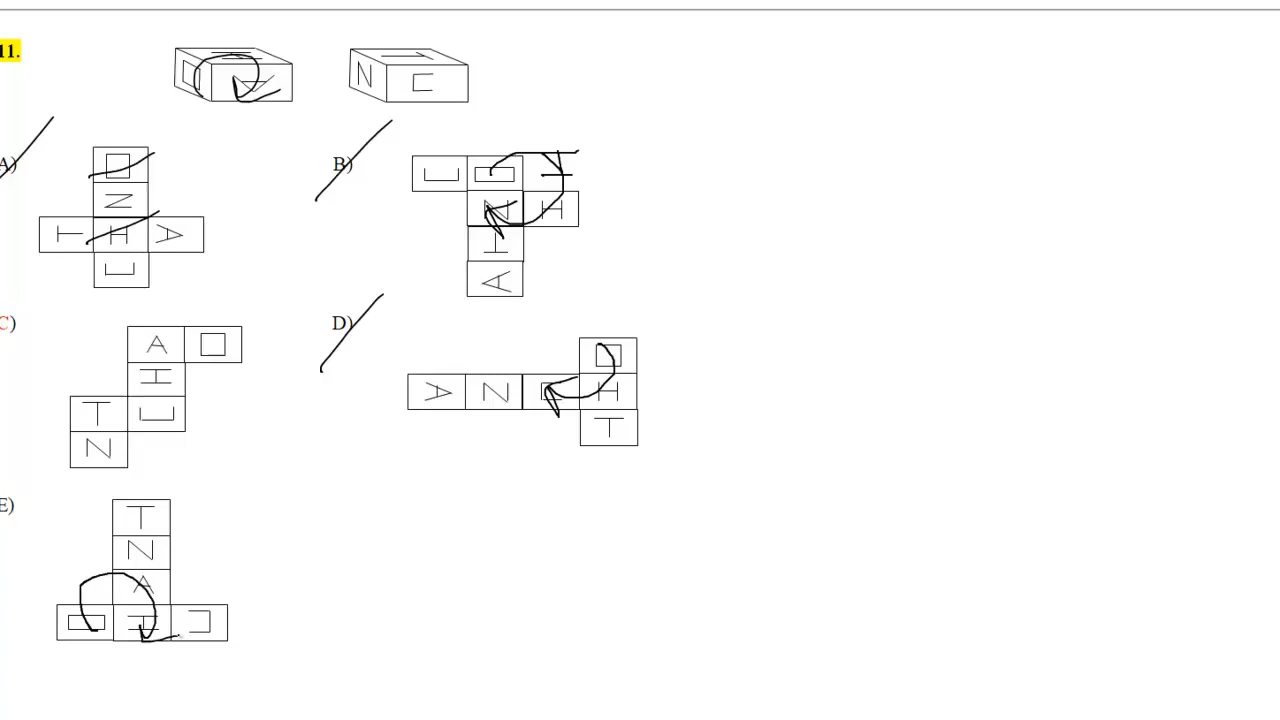 11.
H A
T N U
A) B)
N
T H A H
U A
C) D)
A
H
T U A N H
N T
E)
T
N
A
H U